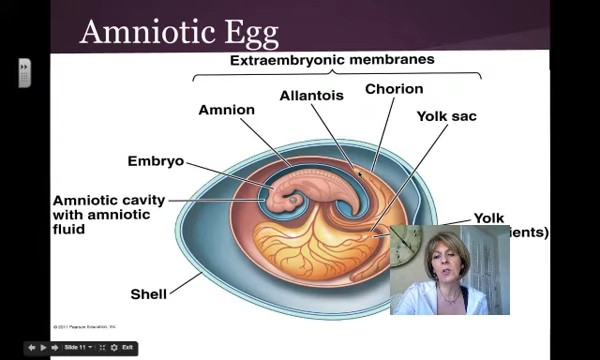 Amniotic Egg
Extraembryonic membranes
Allantois
Chorion
Amnion
Yolk sac
Embryo
Amniotic cavity
with amniotic
fluid
Yolk
ients)
Shell
© 2011 Pearson Education, Inc.
Slide 11
Exit